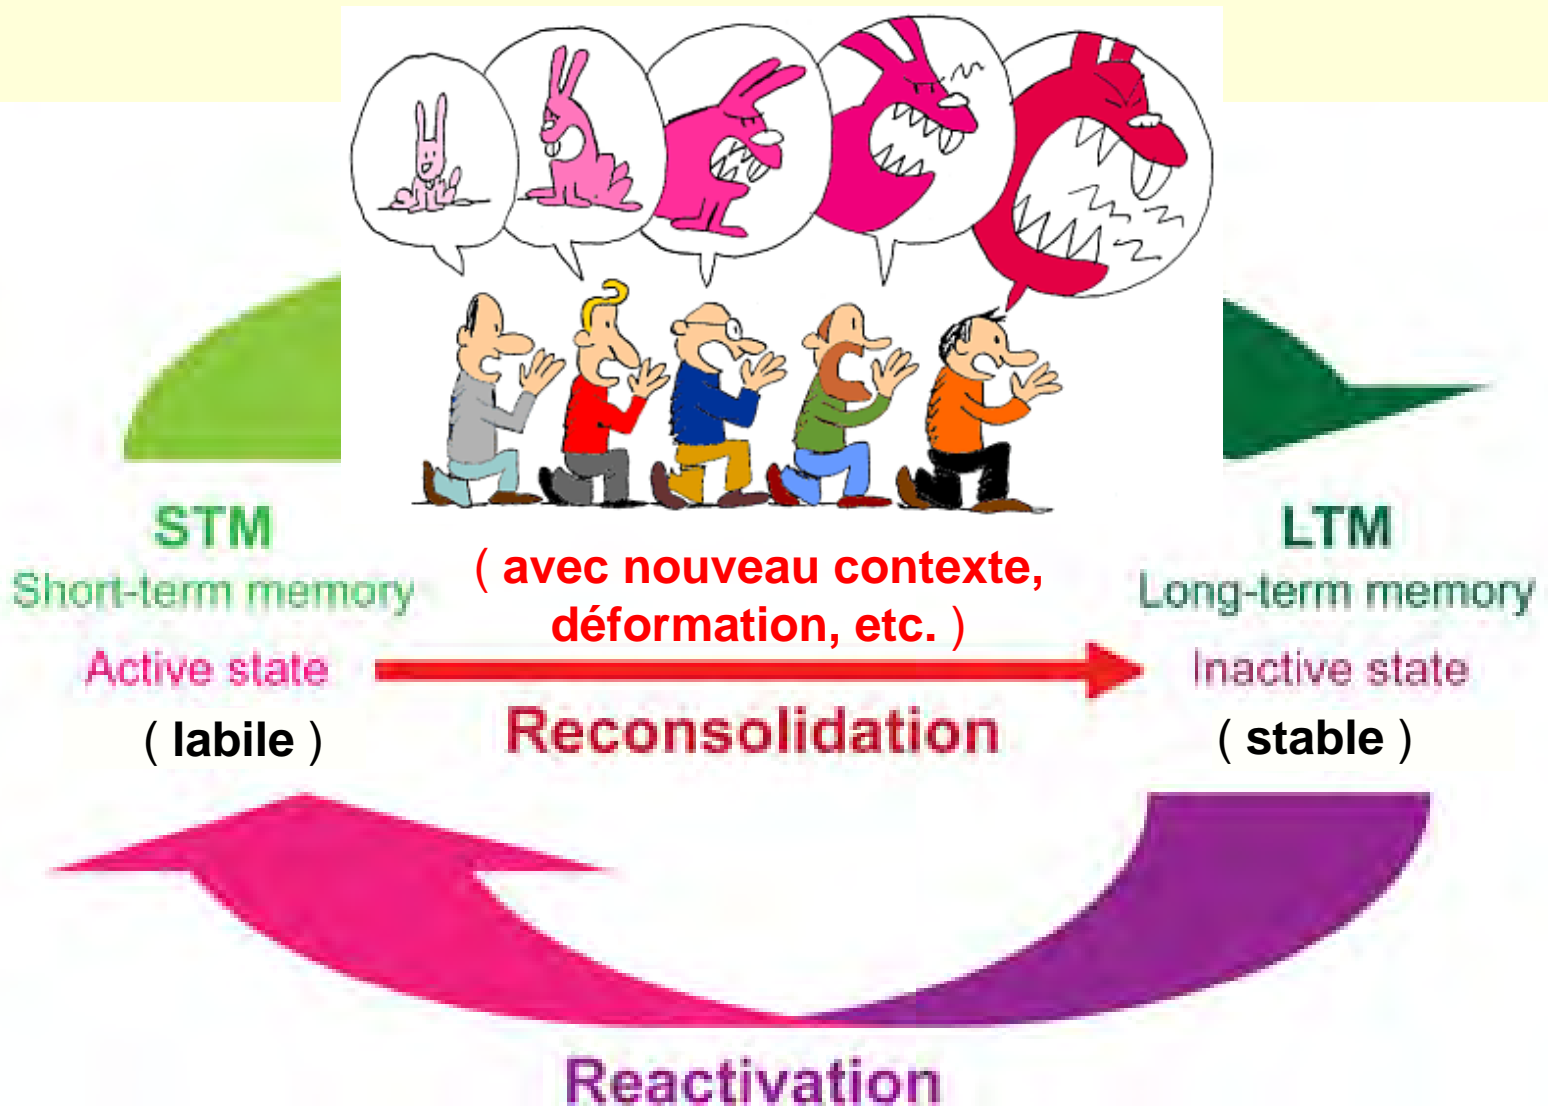 STM
Short-term memory
Active state
( labile )
( avec nouveau contexte,
déformation, etc. )
Reconsolidation
LTM
Long-term memory
Inactive state
( stable )
Reactivation